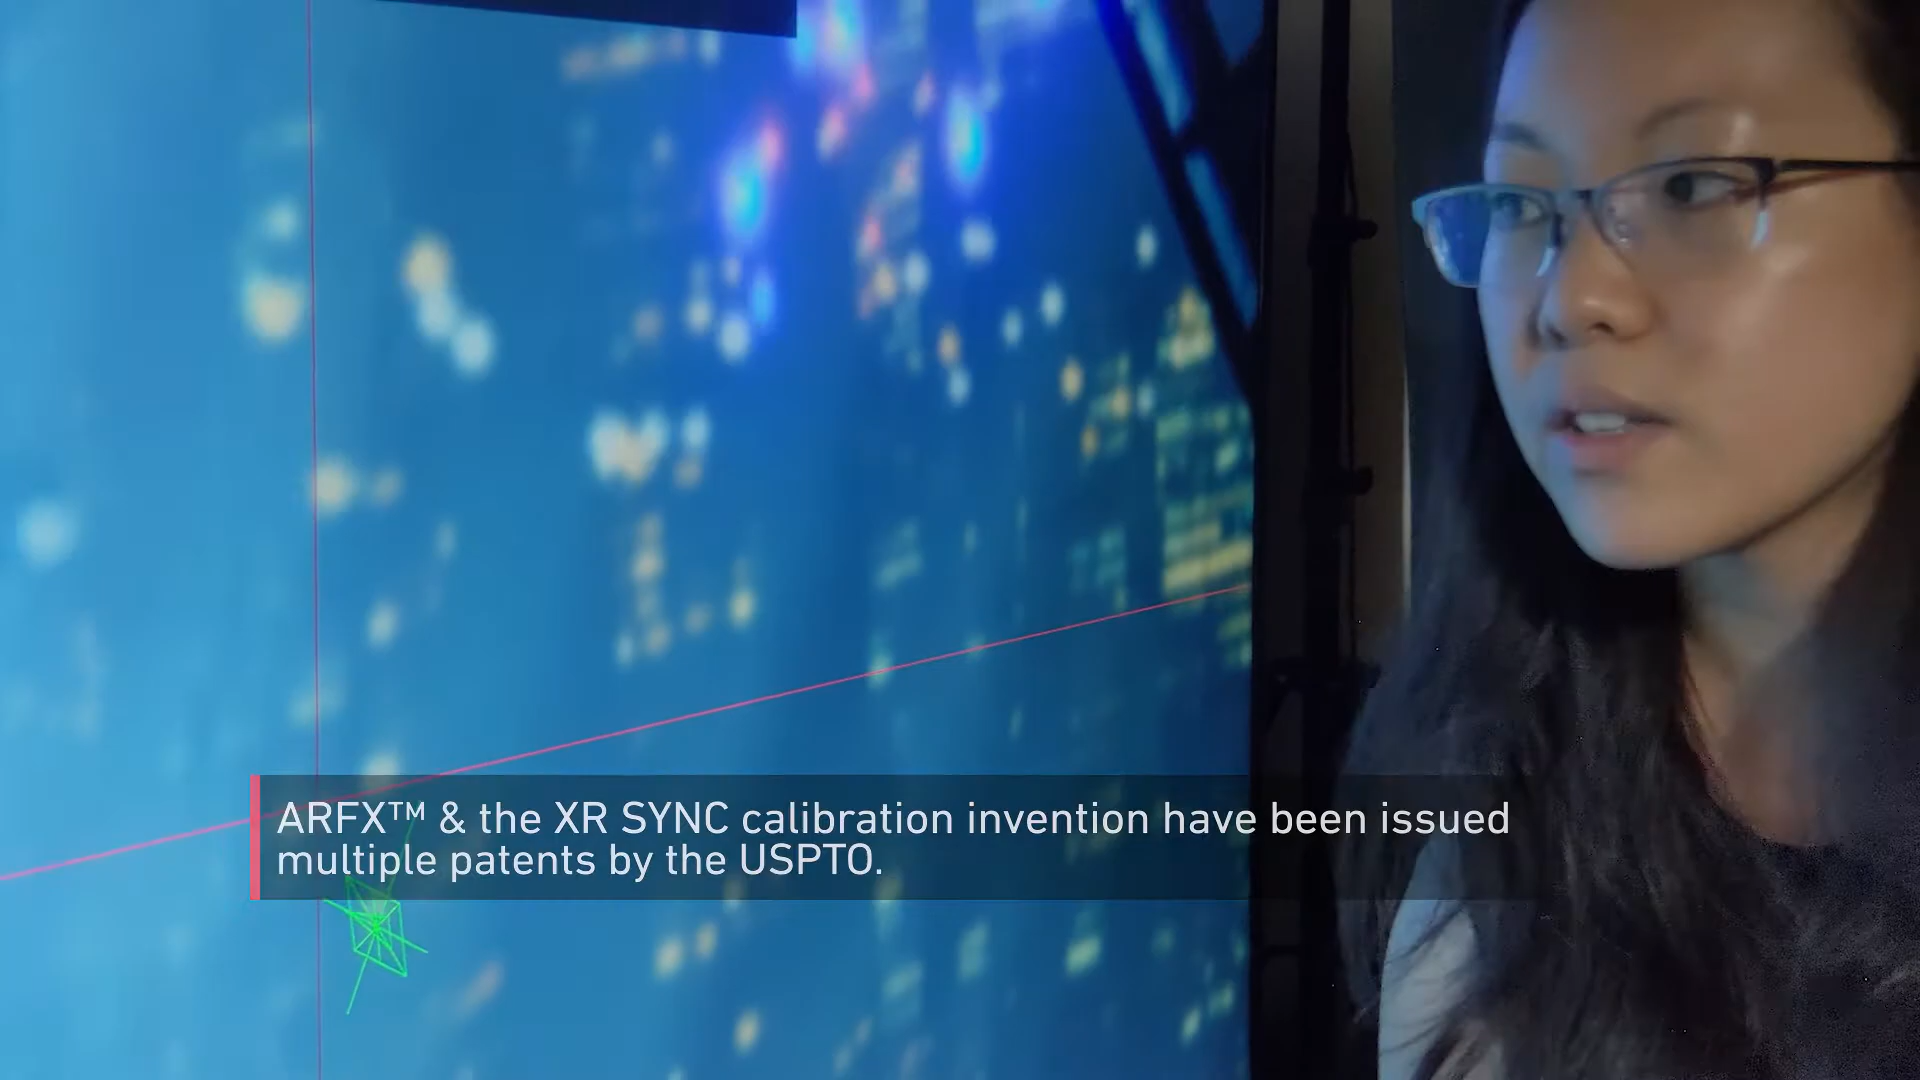 ARFX™ & the XR SYNC calibration invention have been issued
multiple patents by the USPTO.